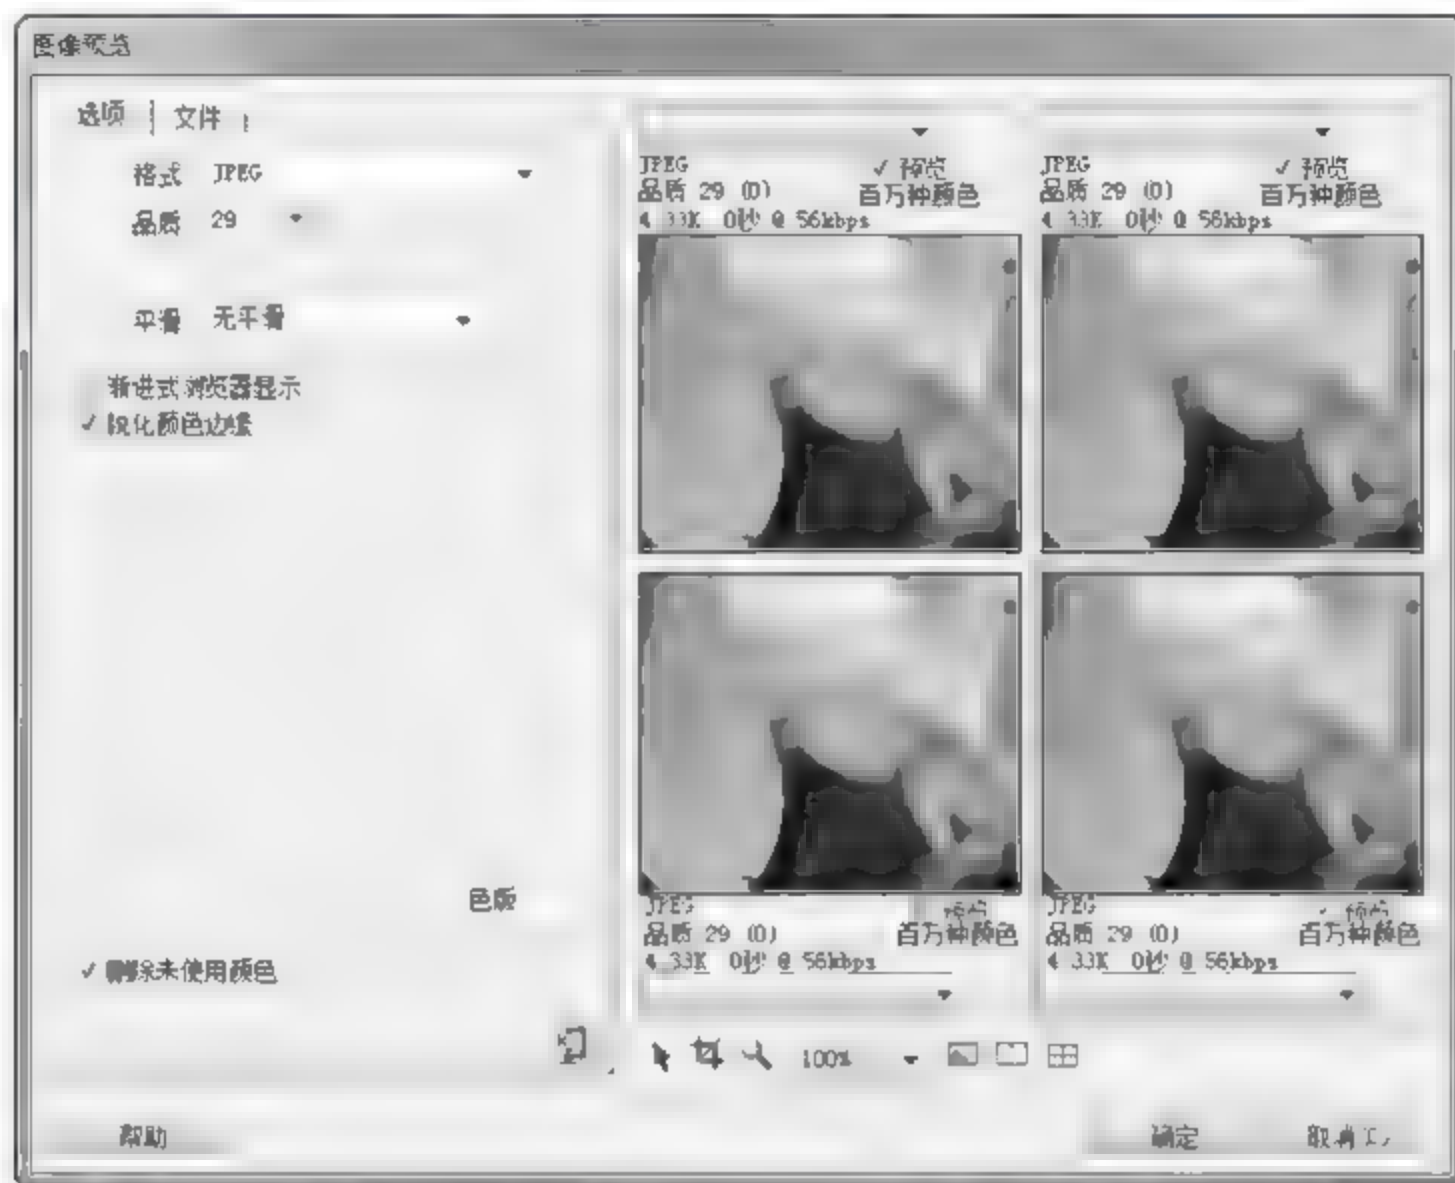 图像预览
选项 文件
格式 JPEG
品质 29
平滑 无平滑
渐进式浏览器显示
✓ 锐化颜色边缘
色版
✓ 删除未使用颜色
JPEG ✓ 预览
品质 29 (0) 百万种颜色
33K 0秒 @ 56kbps
JPEG ✓ 预览
品质 29 (0) 百万种颜色
33K 0秒 @ 56kbps
JPEG 预览
品质 29 (0) 百万种颜色
33K 0秒 @ 56kbps
JPEG ✓ 预览
品质 29 (0) 百万种颜色
33K 0秒 @ 56kbps
100%
帮助 确定 取消